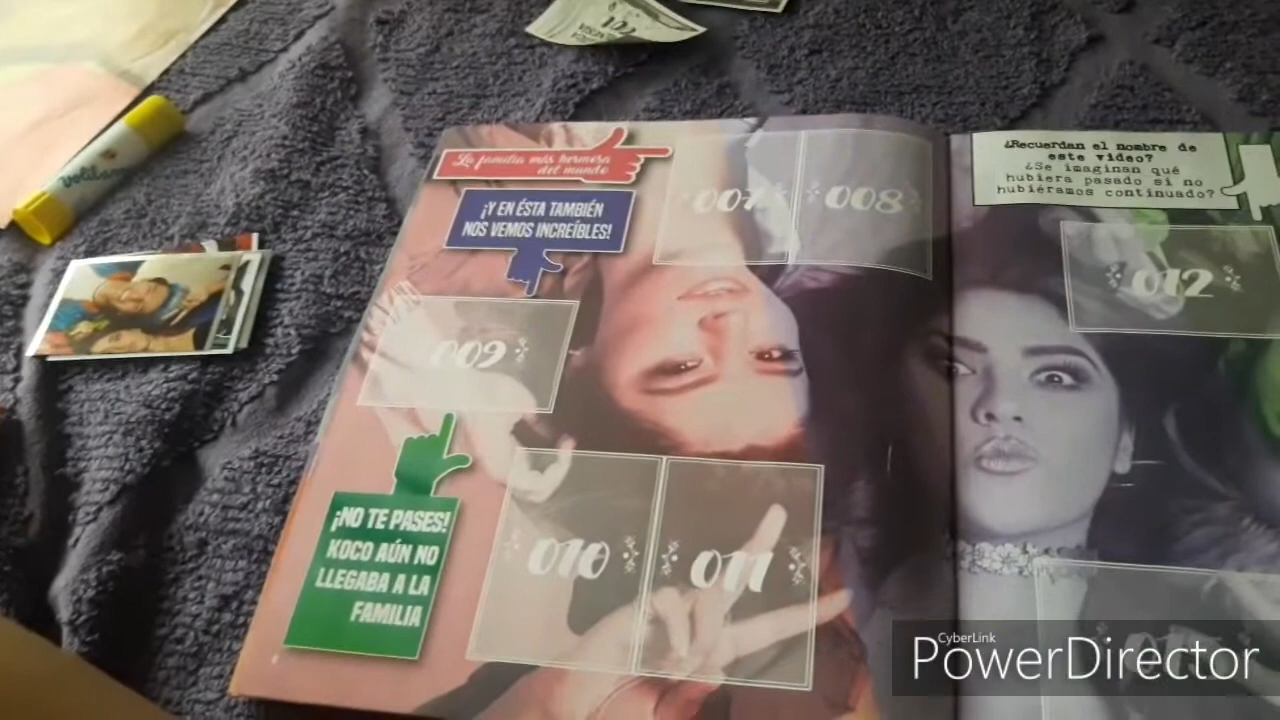 La familia más hermosa
del mundo
¡Y EN ÉSTA TAMBIÉN
NOS VEMOS INCREÍBLES!
007
008
009
¡NO TE PASES!
KOCO AÚN NO
LLEGABA A LA
FAMILIA
010
011
¿Recuerdan el nombre de
este video?
¿Se imaginan qué
hubiera pasado si no
hubiéramos continuado?
012
CyberLink
PowerDirector